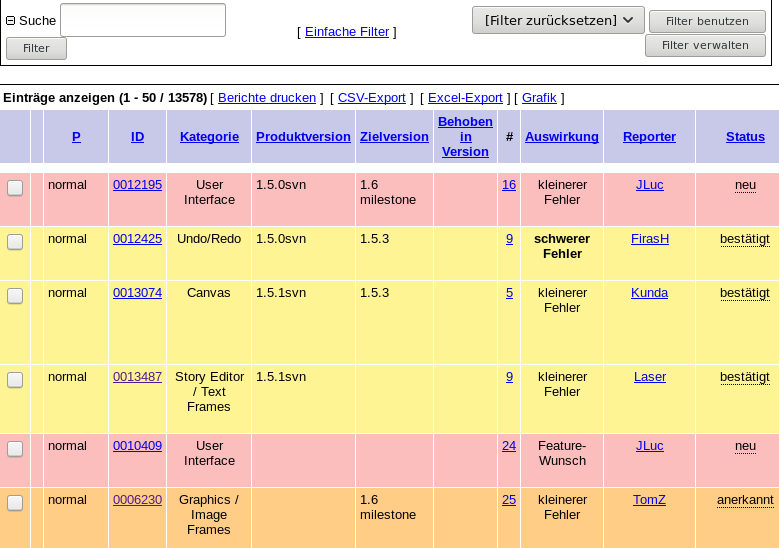 Suche
[ Einfache Filter ]
[Filter zurücksetzen]
Filter benutzen
Filter
Filter verwalten
Einträge anzeigen (1 - 50 / 13578) [ Berichte drucken ] [ CSV-Export ] [ Excel-Export ] [ Grafik ]
P ID Kategorie Produktversion Zielversion Behoben in Version # Auswirkung Reporter Status
normal 0012195 User Interface 1.5.0svn 1.6 milestone 16 kleinerer Fehler JLuc neu
normal 0012425 Undo/Redo 1.5.0svn 1.5.3 9 schwerer Fehler FirasH bestätigt
normal 0013074 Canvas 1.5.1svn 1.5.3 5 kleinerer Fehler Kunda bestätigt
normal 0013487 Story Editor / Text Frames 1.5.1svn 9 kleinerer Fehler Laser bestätigt
normal 0010409 User Interface 24 Feature-Wunsch JLuc neu
normal 0006230 Graphics / Image Frames 1.6 milestone 25 kleinerer Fehler TomZ anerkannt